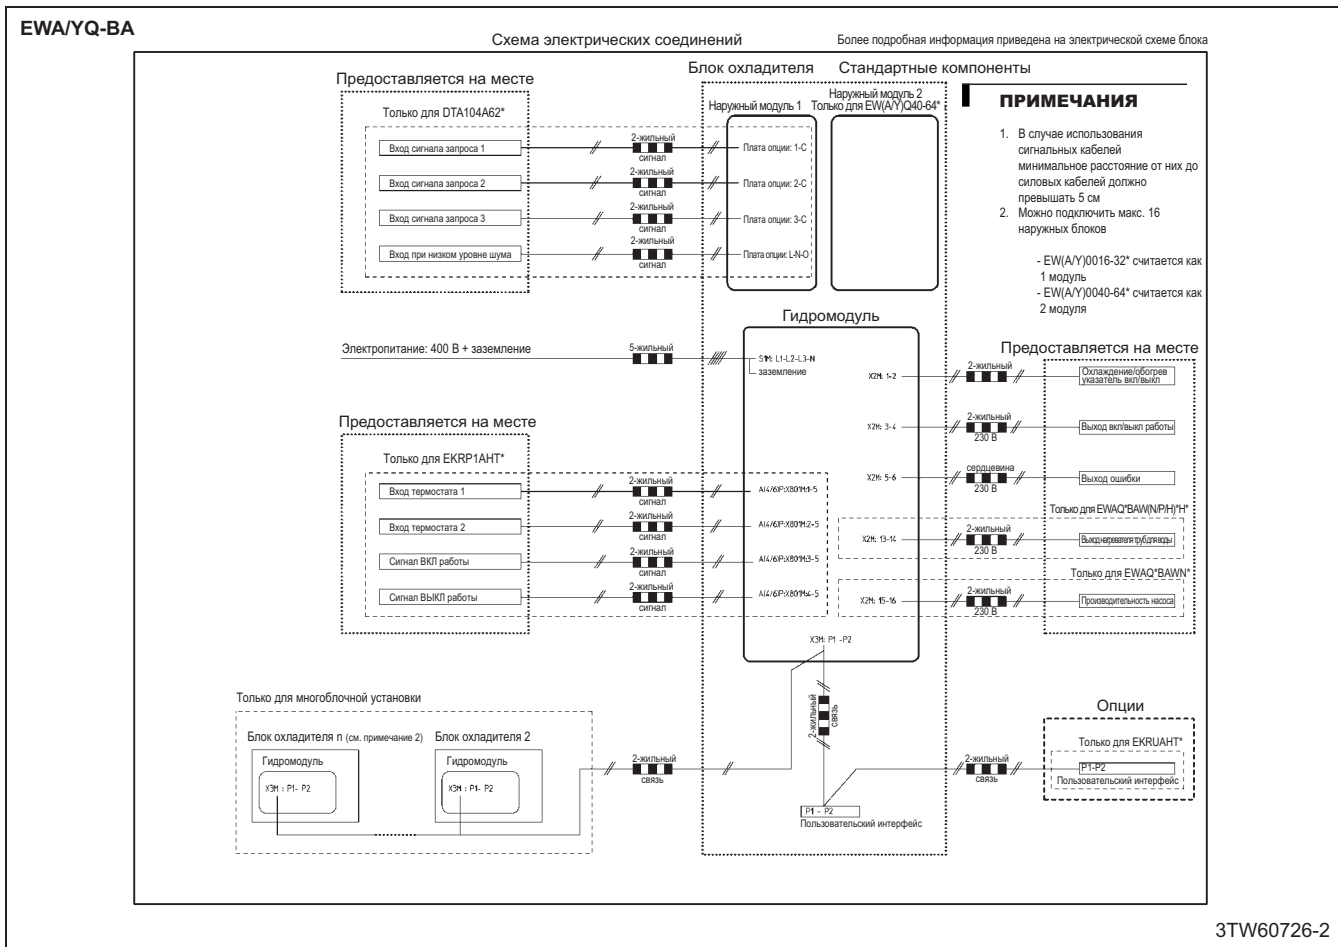 EWA/YQ-BA
Схема электрических соединений
Более подробная информация приведена на электрической схеме блока
Блок охладителя
Стандартные компоненты
Предоставляется на месте
Только для DTA104A62*
Наружный модуль 1
Наружный модуль 2
Только для EW(A/Y)Q40-64*
Вход сигнала запроса 1
2-жильный
сигнал
Плата опции: 1-C
Вход сигнала запроса 2
2-жильный
сигнал
Плата опции: 2-C
Вход сигнала запроса 3
2-жильный
сигнал
Плата опции: 3-C
Вход при низком уровне шума
2-жильный
сигнал
Плата опции: L-N-O
ПРИМЕЧАНИЯ
1. В случае использования
сигнальных кабелей
минимальное расстояние от них до
силовых кабелей должно
превышать 5 см
2. Можно подключить макс. 16
наружных блоков
- EW(A/Y)0016-32* считается как
1 модуль
- EW(A/Y)0040-64* считается как
2 модуля
Гидромодуль
Электропитание: 400 В + заземление
5-жильный
S1M: L1-L2-L3-N
заземление
Предоставляется на месте
Только для EKRP1AHT*
Вход термостата 1
2-жильный
сигнал
A(4/6)P:X801M:1-5
Вход термостата 2
2-жильный
сигнал
A(4/6)P:X801M:2-5
Сигнал ВКЛ работы
2-жильный
сигнал
A(4/6)P:X801M:3-5
Сигнал ВЫКЛ работы
2-жильный
сигнал
A(4/6)P:X801M:4-5
Предоставляется на месте
X2M: 1-2
2-жильный
Охлаждение/обогрев
указатель вкл/выкл
X2M: 3-4
2-жильный
230 В
Выход вкл/выкл работы
X2M: 5-6
сердцевина
230 В
Выход ошибки
Только для EWAQ*BAW(N/P/H)*H*
X2M: 13-14
2-жильный
230 В
Выход нагревателя труб для воды
Только для EWAQ*BAWN*
X2M: 15-16
2-жильный
230 В
Производительность насоса
X3M: P1 -P2
2-жильный
связь
Только для многоблочной установки
Блок охладителя n (см. примечание 2)
Блок охладителя 2
Гидромодуль
Гидромодуль
X3M : P1- P2
X3M : P1- P2
2-жильный
связь
P1 - P2
Пользовательский интерфейс
2-жильный
связь
Опции
Только для EKRUAHT*
P1-P2
Пользовательский интерфейс
3TW60726-2